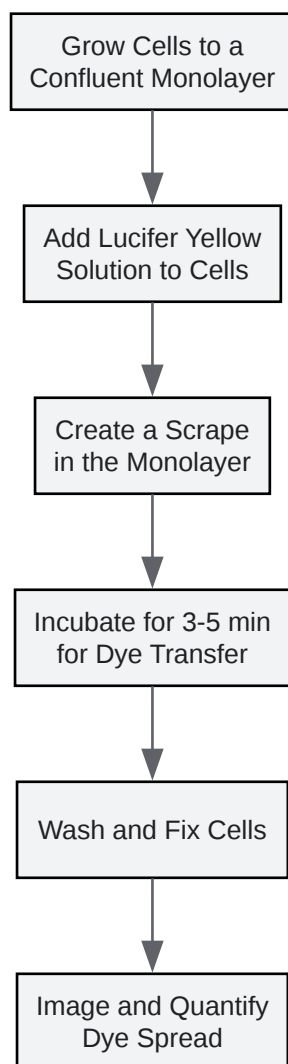 Grow Cells to a
Confluent Monolayer
Add Lucifer Yellow
Solution to Cells
Create a Scrape
in the Monolayer
Incubate for 3-5 min
for Dye Transfer
Wash and Fix Cells
Image and Quantify
Dye Spread